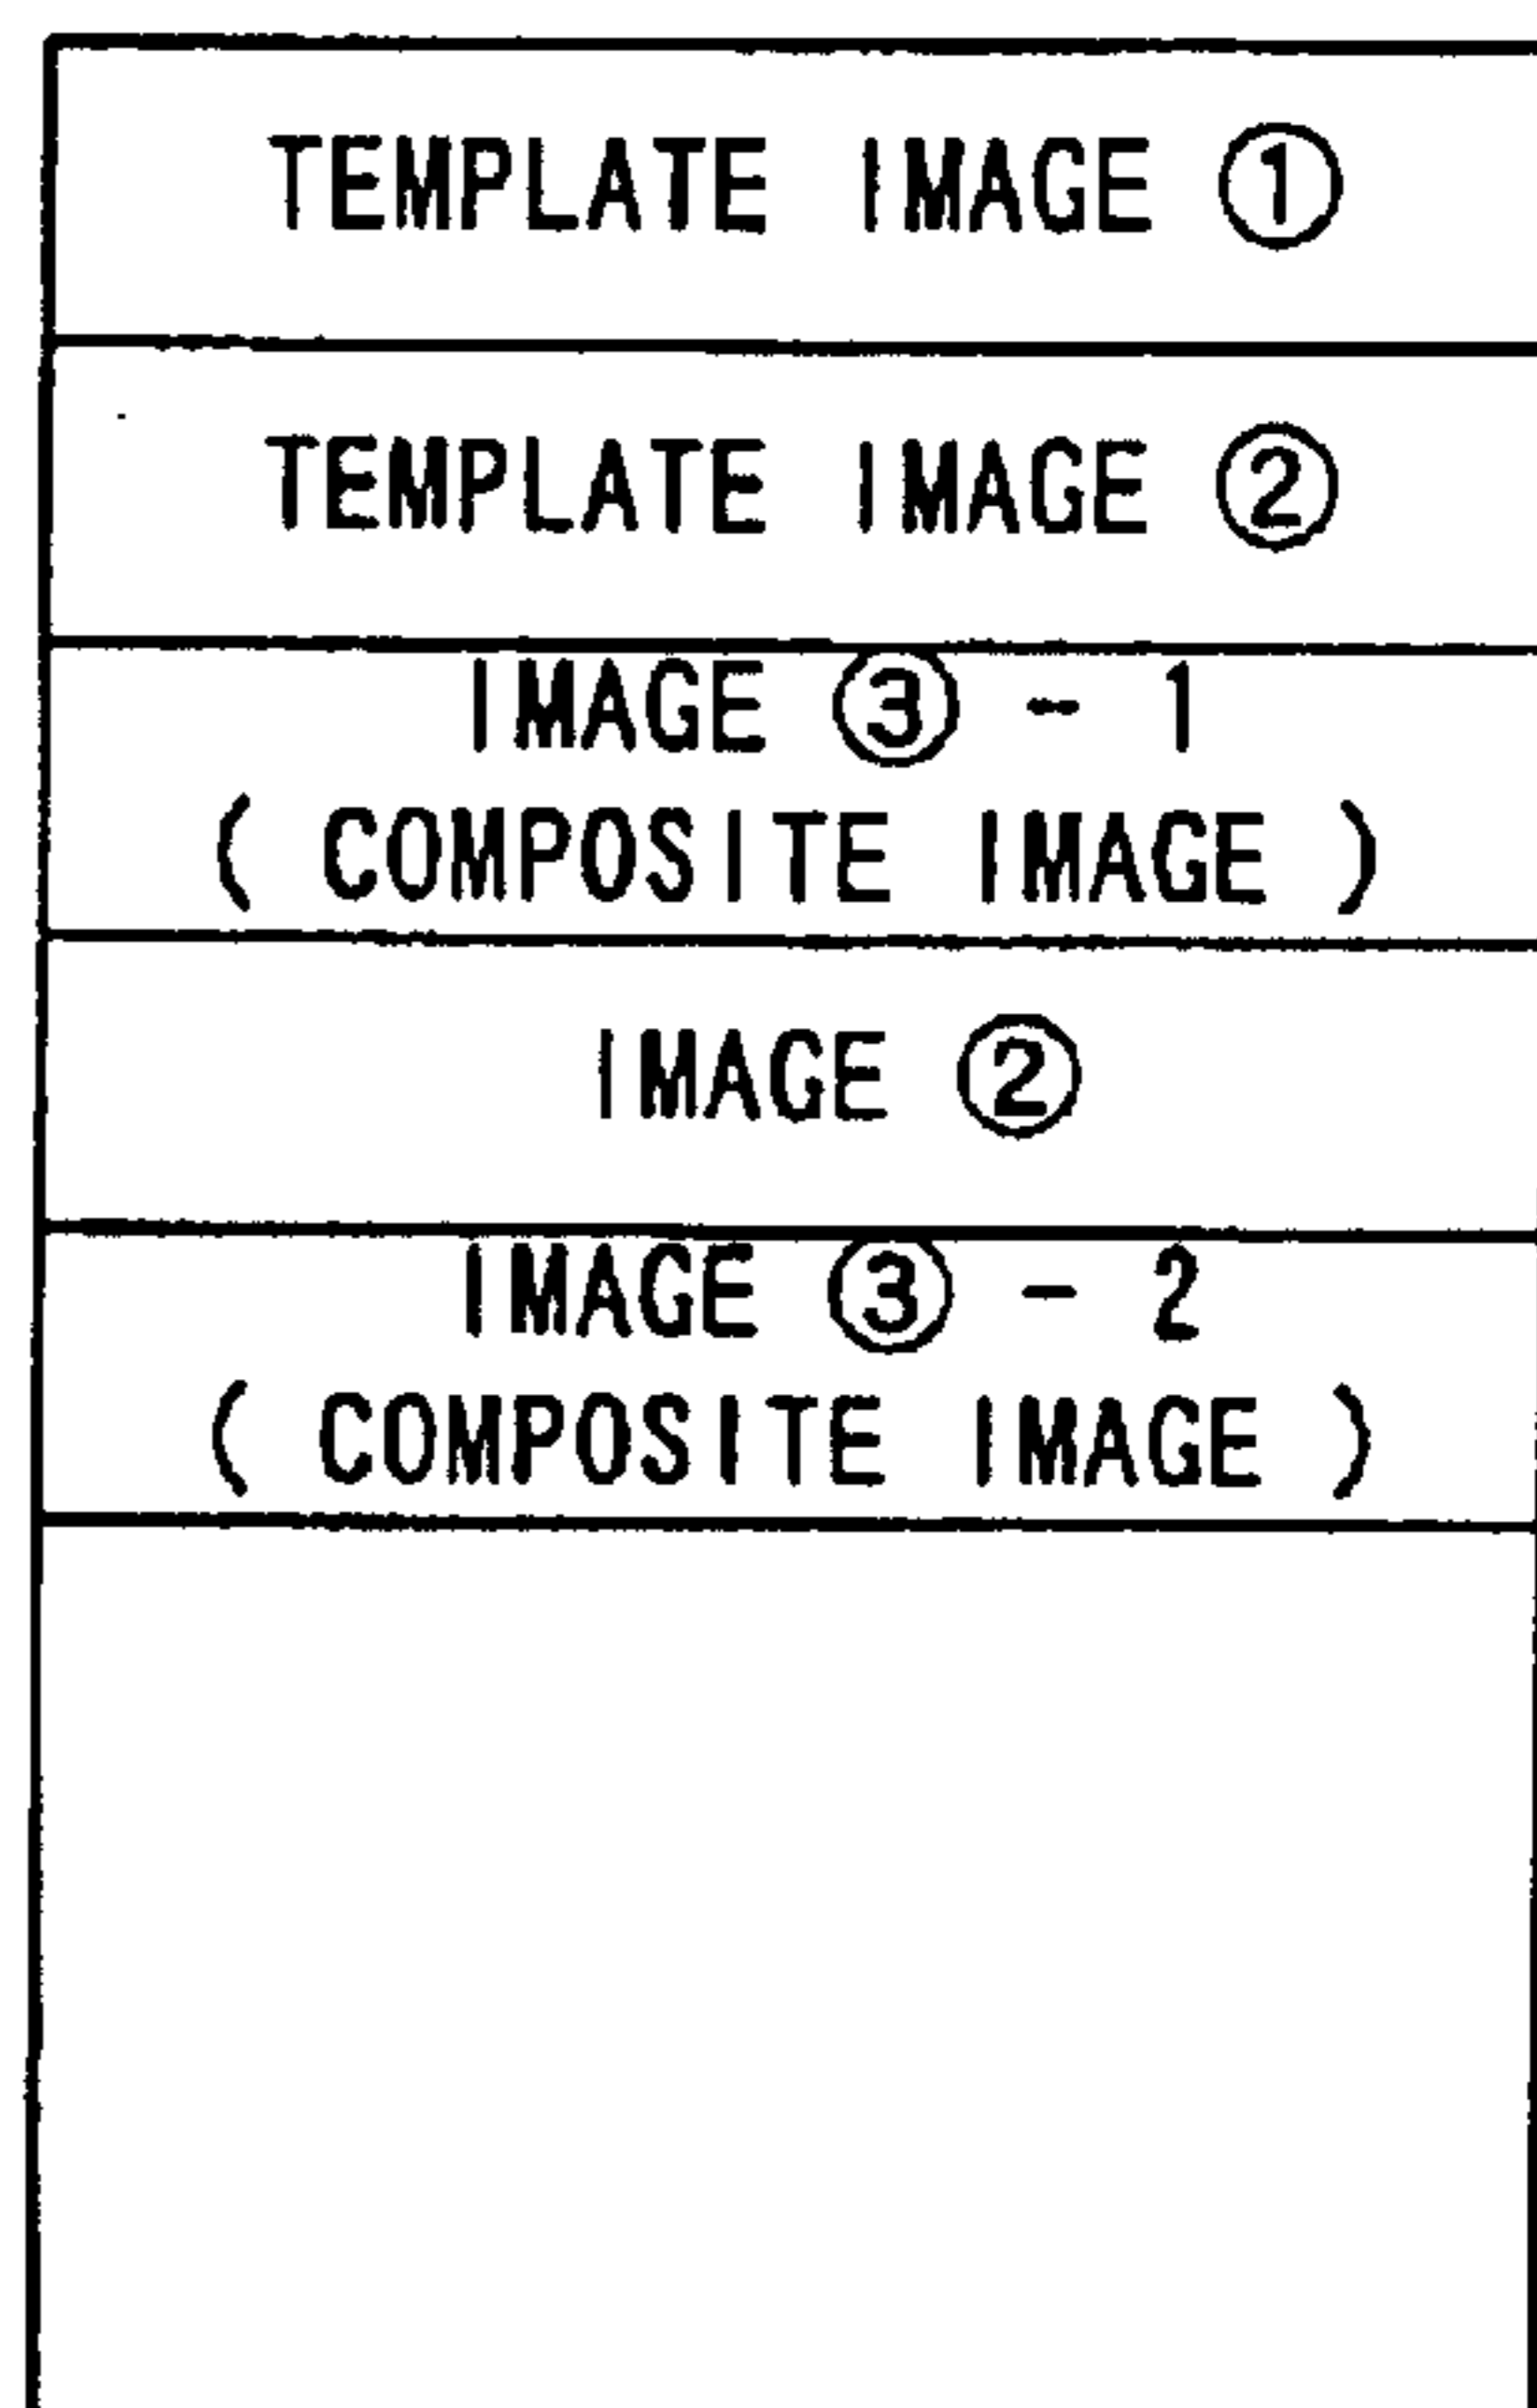 TEMPLATE IMAGE ①
TEMPLATE IMAGE ②
IMAGE ③ - 1
( COMPOSITE IMAGE )
IMAGE ②
IMAGE ③ - 2
( COMPOSITE IMAGE )